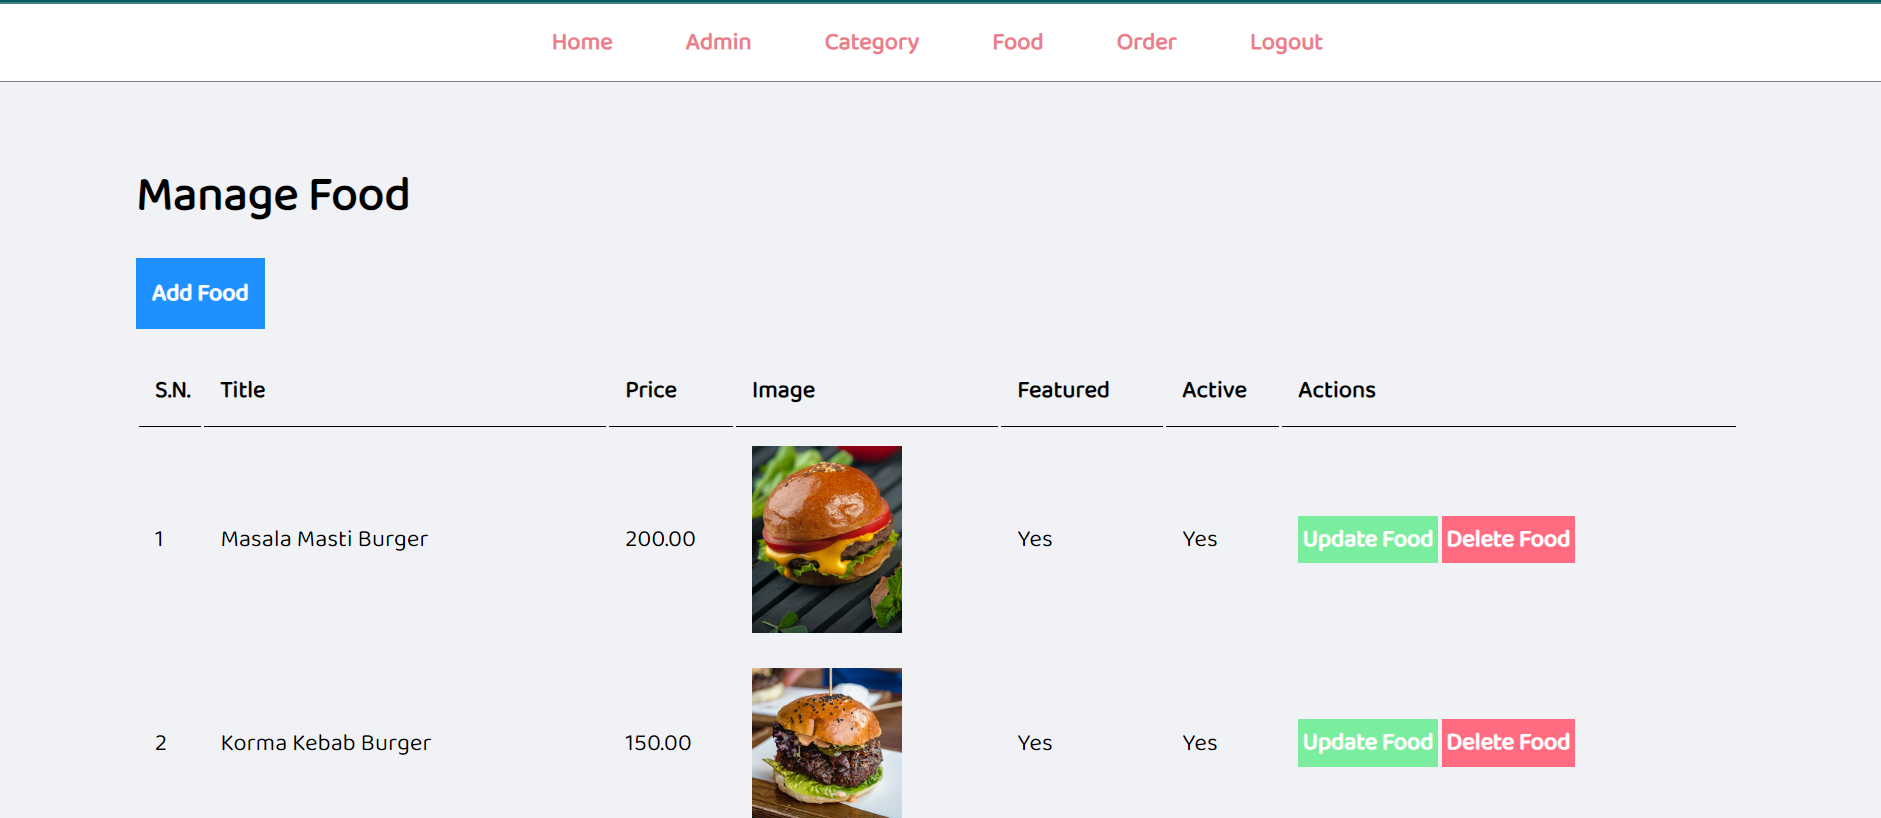 Home Admin Category Food Order Logout
Manage Food
Add Food
S.N. Title Price Image Featured Active Actions
1 Masala Masti Burger 200.00 Yes Yes Update Food Delete Food
2 Korma Kebab Burger 150.00 Yes Yes Update Food Delete Food